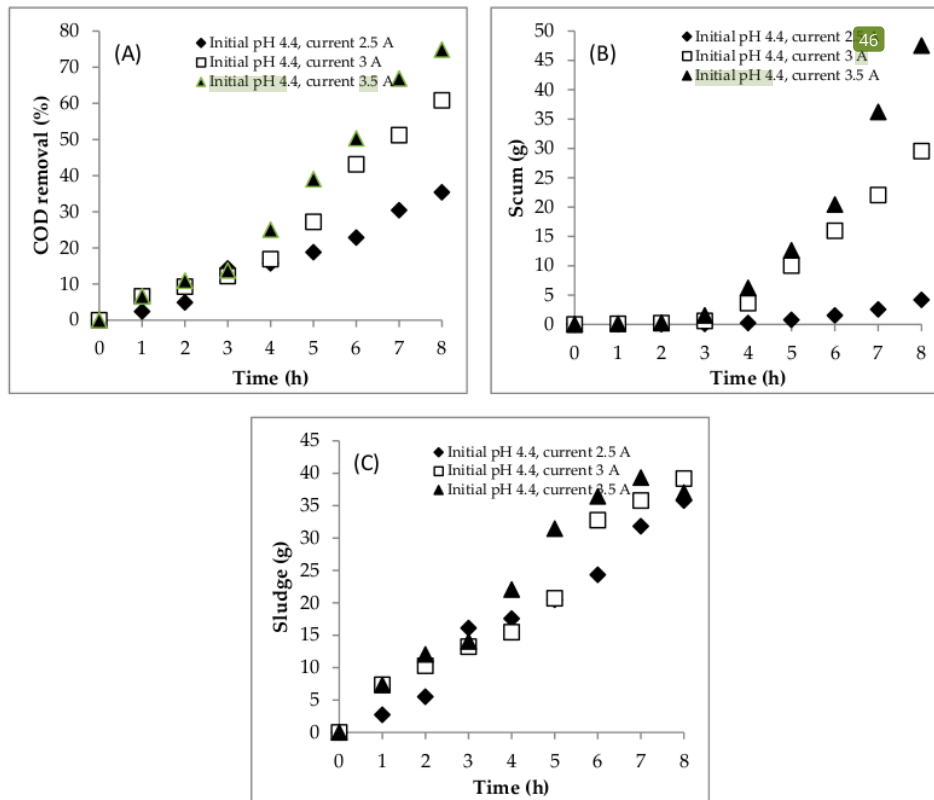 (A)
Initial pH 4.4, current 2.5 A
Initial pH 4.4, current 3 A
Initial pH 4.4, current 3.5 A
COD removal (%)
80
70
60
50
40
30
20
10
0
0 1 2 3 4 5 6 7 8
Time (h)
(B)
46
Initial pH 4.4, current
Initial pH 4.4, current 3 A
Initial pH 4.4, current 3.5 A
Scum (g)
50
45
40
35
30
25
20
15
10
5
0
0 1 2 3 4 5 6 7 8
Time (h)
(C)
Initial pH 4.4, current 2.5 A
Initial pH 4.4, current 3 A
Initial pH 4.4, current 3.5 A
Sludge (g)
45
40
35
30
25
20
15
10
5
0
0 1 2 3 4 5 6 7 8
Time (h)